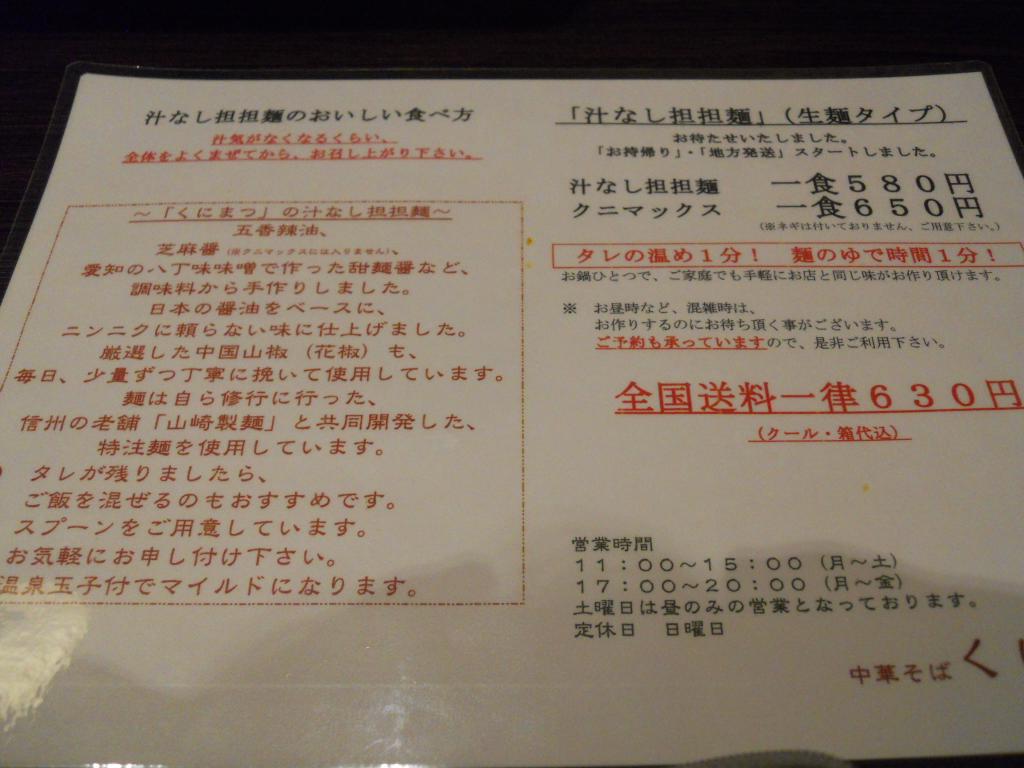 汁なし担担麺のおいしい食べ方
汁気がなくなるくらい、
全体をよくまぜてから、お召し上がり下さい。
～「くにまつ」の汁なし担担麺～
五香辣油、
芝麻醤（※クニマックスには入りません）、
愛知の八丁味味噌で作った甜麺醤など、
調味料から手作りしました。
日本の醤油をベースに、
ニンニクに頼らない味に仕上げました。
厳選した中国山椒（花椒）も、
毎日、少量ずつ丁寧に挽いて使用しています。
麺は自ら修行に行った、
信州の老舗「山崎製麺」と共同開発した、
特注麺を使用しています。
タレが残りましたら、
ご飯を混ぜるのもおすすめです。
スプーンをご用意しています。
お気軽にお申し付け下さい。
温泉玉子付でマイルドになります。
「汁なし担担麺」（生麺タイプ）
お待たせいたしました。
「お持帰り」・「地方発送」スタートしました。
汁なし担担麺　一食５８０円
クニマックス　一食６５０円
（※ネギは付いておりません、ご用意下さい。）
タレの温め１分！　麺のゆで時間１分！
お鍋ひとつで、ご家庭でも手軽にお店と同じ味がお作り頂けます。
※　お昼時など、混雑時は、
お作りするのにお待ち頂く事がございます。
ご予約も承っていますので、是非ご利用下さい。
全国送料一律６３０円
（クール・箱代込）
営業時間
１１：００～１５：００（月～土）
１７：００～２０：００（月～金）
土曜日は昼のみの営業となっております。
定休日　日曜日
中華そば く